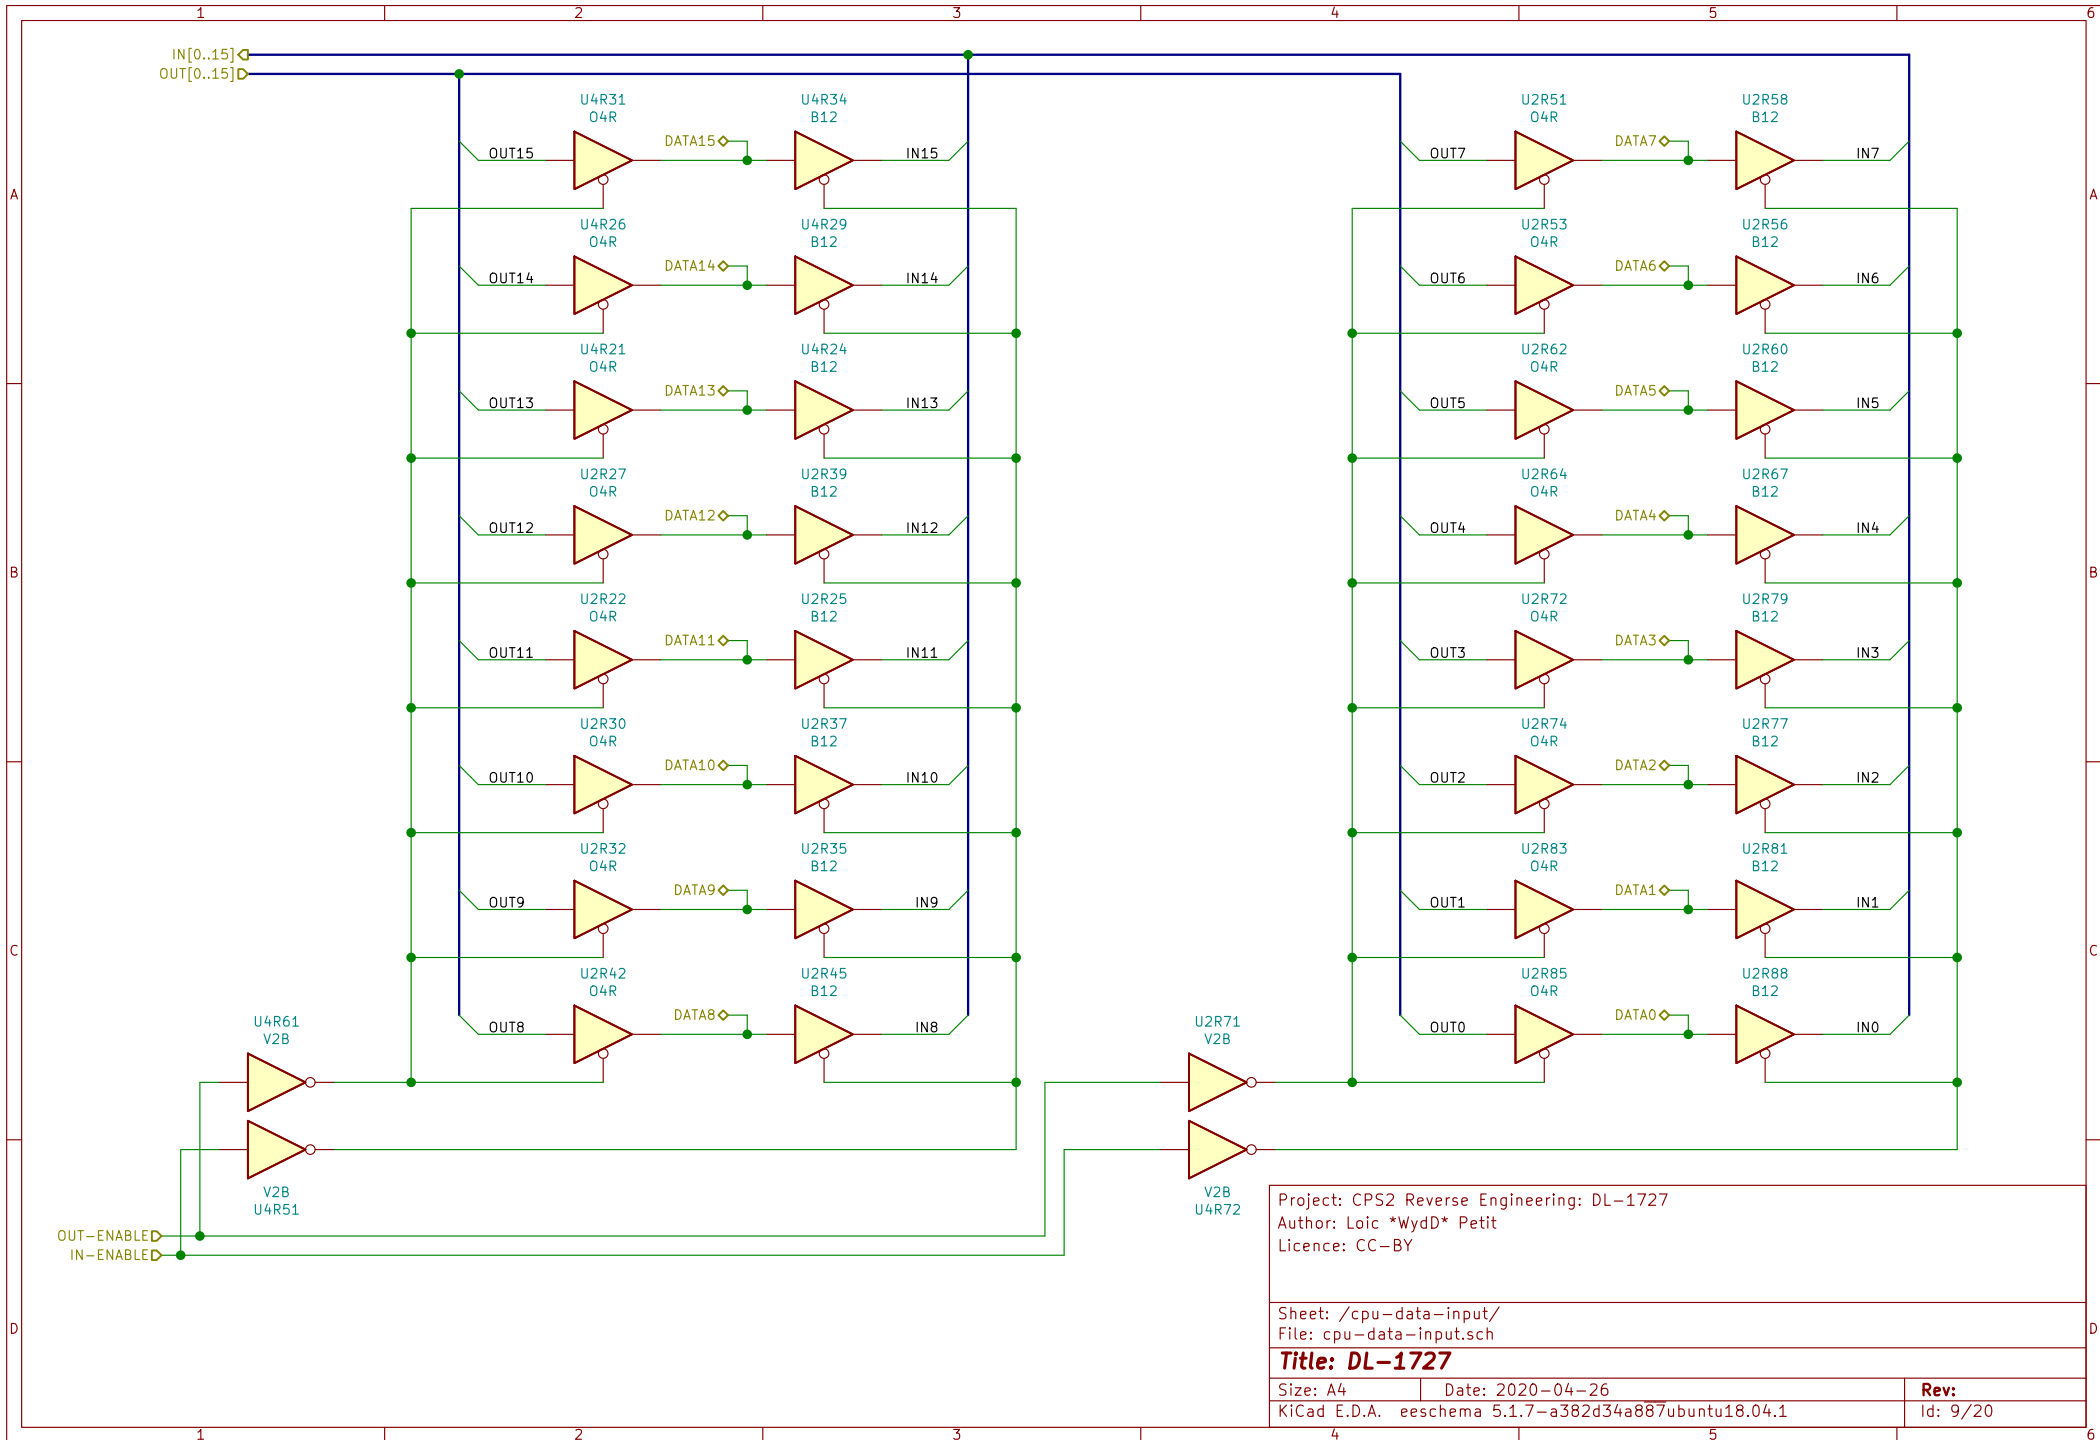 1 2 3 4 5 6
IN[0..15]
OUT[0..15]
U4R31 U4R34 U2R51 U2R58
O4R B12 O4R B12
DATA15 DATA7
OUT15 IN15 OUT7 IN7
A A
U4R26 U4R29 U2R53 U2R56
O4R B12 O4R B12
DATA14 DATA6
OUT14 IN14 OUT6 IN6
U4R21 U4R24 U2R62 U2R60
O4R B12 O4R B12
DATA13 DATA5
OUT13 IN13 OUT5 IN5
U2R27 U2R39 U2R64 U2R67
O4R B12 O4R B12
DATA12 DATA4
OUT12 IN12 OUT4 IN4
B B
U2R22 U2R25 U2R72 U2R79
O4R B12 O4R B12
DATA11 DATA3
OUT11 IN11 OUT3 IN3
U2R30 U2R37 U2R74 U2R77
O4R B12 O4R B12
DATA10 DATA2
OUT10 IN10 OUT2 IN2
U2R32 U2R35 U2R83 U2R81
O4R B12 O4R B12
DATA9 DATA1
OUT9 IN9 OUT1 IN1
C C
U2R42 U2R45 U2R85 U2R88
O4R B12 O4R B12
DATA8 DATA0
OUT8 IN8 OUT0 IN0
U4R61 U2R71
V2B V2B
V2B V2B
U4R51 U4R72
OUT-ENABLE
IN-ENABLE
Project: CPS2 Reverse Engineering: DL-1727
Author: Loic *WydD* Petit
Licence: CC-BY
Sheet: /cpu-data-input/
File: cpu-data-input.sch
D D
Title: DL-1727
Size: A4 Date: 2020-04-26 Rev:
KiCad E.D.A. eeschema 5.1.7-a382d34a887ubuntu18.04.1 Id: 9/20
1 2 3 4 5 6